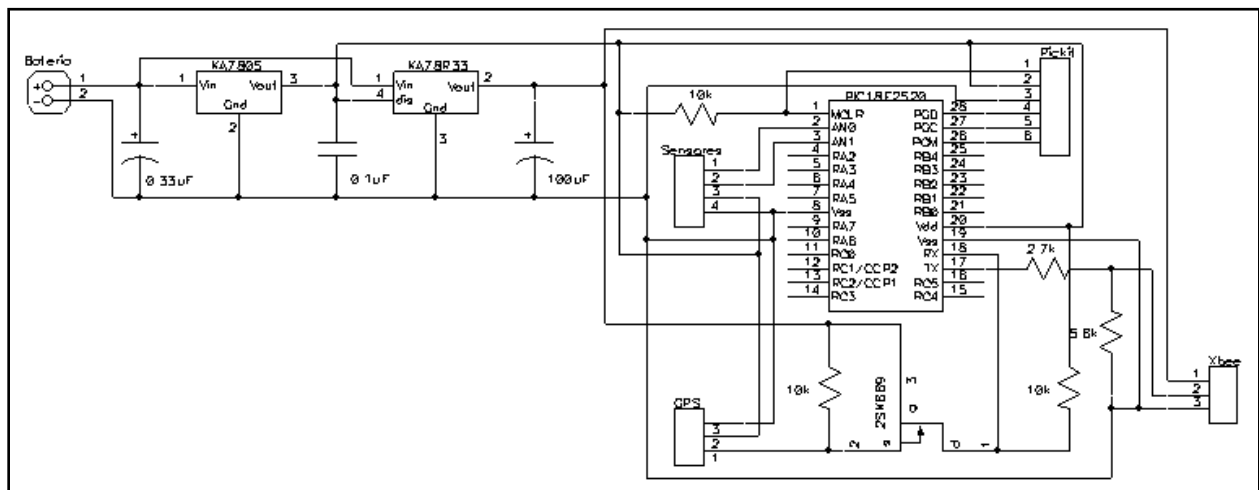 Batería
+
-
1
2
KA7805
1
Vin
Vout
3
Gnd
2
KA78R33
1
Vin
Vout
2
4
dis
Gnd
3
+
0.33uF
0.1uF
+
100uF
10k
Sensores
1
2
3
4
PIC18F2520
1 MCLR PGD 28
2 AN0 PGC 27
3 AN1 PGM 26
4 RA2 RB4 25
5 RA3 RB3 24
6 RA4 RB2 23
7 RA5 RB1 22
8 Vss RB0 21
9 RA7 Vdd 20
10 RA6 Vss 19
11 RC0 RX 18
12 RC1/CCP2 TX 17
13 RC2/CCP1 RC5 16
14 RC3 RC4 15
Pickit
1
2
3
4
5
6
2.7k
5.6k
10k
10k
GPS
3
2
1
2
s
2SK689
3
g
d
1
Xbee
1
2
3